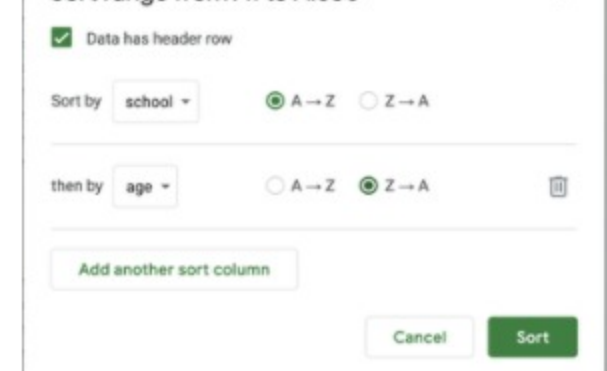 Data has header row
Sort by school A→Z Z→A
then by age A→Z Z→A
Add another sort column
Cancel Sort